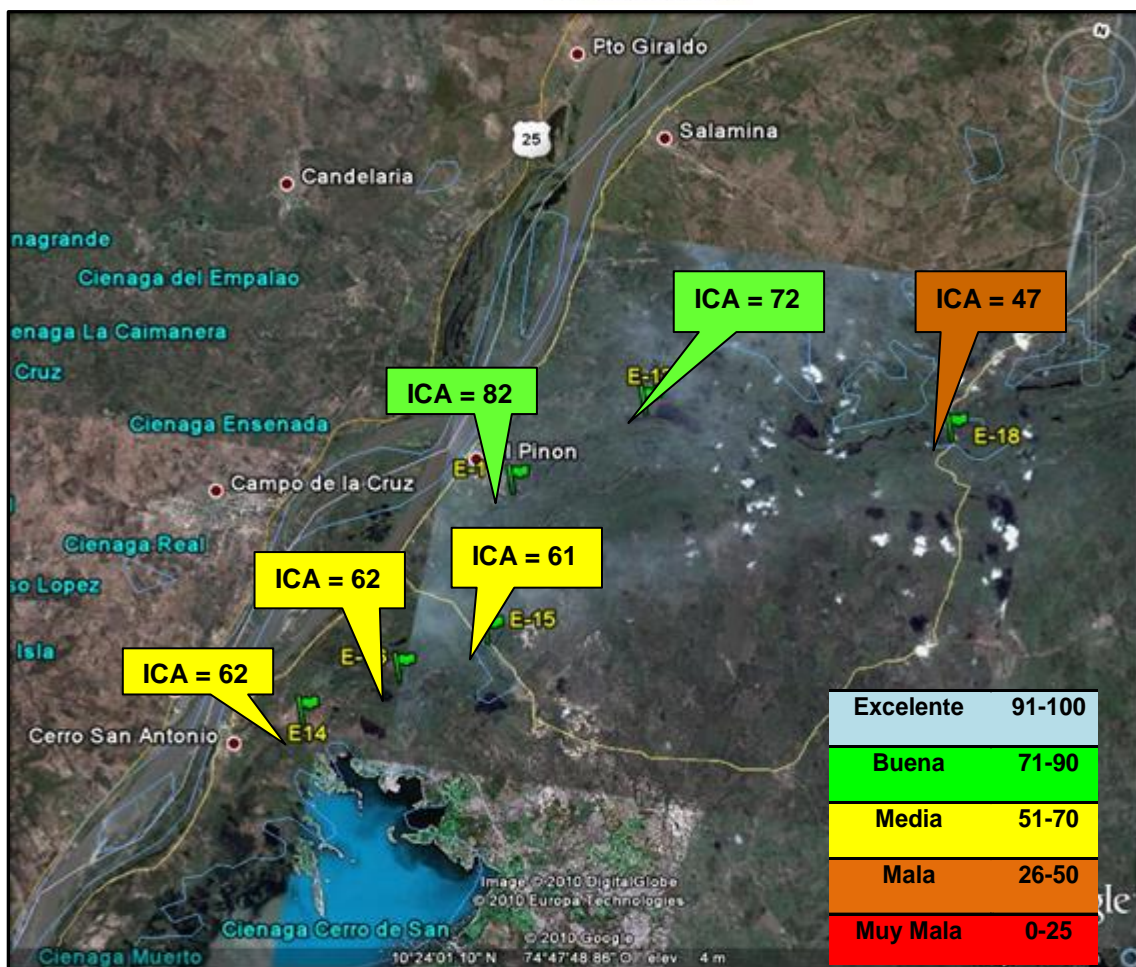 N
Pto Giraldo
25
Salamina
Candelaria
nagrande
Cienaga del Empalao
ICA = 72
ICA = 47
enaga La Caimanera
Cruz
ICA = 82
Cienaga Ensenada
Pinon
E-18
Campo de la Cruz
Cienaga Real
ICA = 61
ICA = 62
so Lopez
E-15
Isla
ICA = 62
E14
Cerro San Antonio
Excelente 91-100
Buena 71-90
Media 51-70
Mala 26-50
Muy Mala 0-25
Image © 2010 DigitalGlobe
© 2010 Europa Technologies
gle
Cienaga Cerro de San
© 2010 Google
Cienaga Muerto
10°24'01.10" N 74°47'48.86" O elev 4 m